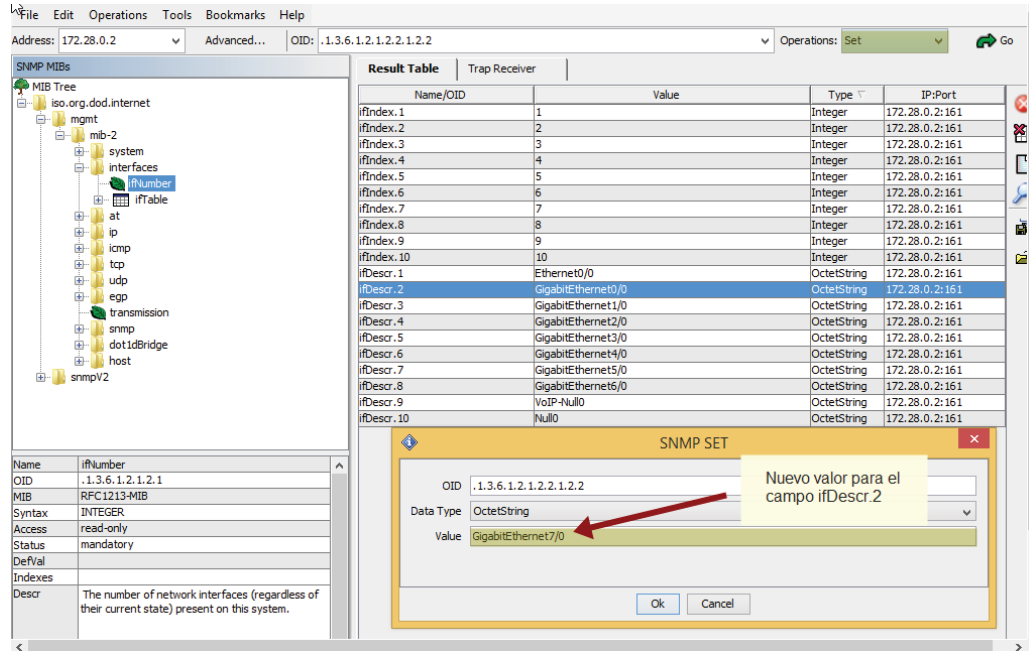 File Edit Operations Tools Bookmarks Help
Address: 172.28.0.2 Advanced... OID: .1.3.6.1.2.1.2.2.1.2.2 Operations: Set Go
SNMP MIBs
MIB Tree
iso.org.dod.internet
mgmt
mib-2
system
interfaces
ifNumber
ifTable
at
ip
icmp
tcp
udp
egp
transmission
snmp
dot1dBridge
host
snmpV2
Name ifNumber
OID .1.3.6.1.2.1.2.1
MIB RFC1213-MIB
Syntax INTEGER
Access read-only
Status mandatory
DefVal
Indexes
Descr The number of network interfaces (regardless of
their current state) present on this system.
Result Table Trap Receiver
Name/OID Value Type IP:Port
ifIndex.1 1 Integer 172.28.0.2:161
ifIndex.2 2 Integer 172.28.0.2:161
ifIndex.3 3 Integer 172.28.0.2:161
ifIndex.4 4 Integer 172.28.0.2:161
ifIndex.5 5 Integer 172.28.0.2:161
ifIndex.6 6 Integer 172.28.0.2:161
ifIndex.7 7 Integer 172.28.0.2:161
ifIndex.8 8 Integer 172.28.0.2:161
ifIndex.9 9 Integer 172.28.0.2:161
ifIndex.10 10 Integer 172.28.0.2:161
ifDescr.1 Ethernet0/0 OctetString 172.28.0.2:161
ifDescr.2 GigabitEthernet0/0 OctetString 172.28.0.2:161
ifDescr.3 GigabitEthernet1/0 OctetString 172.28.0.2:161
ifDescr.4 GigabitEthernet2/0 OctetString 172.28.0.2:161
ifDescr.5 GigabitEthernet3/0 OctetString 172.28.0.2:161
ifDescr.6 GigabitEthernet4/0 OctetString 172.28.0.2:161
ifDescr.7 GigabitEthernet5/0 OctetString 172.28.0.2:161
ifDescr.8 GigabitEthernet6/0 OctetString 172.28.0.2:161
ifDescr.9 VoIP-Null0 OctetString 172.28.0.2:161
ifDescr.10 Null0 OctetString 172.28.0.2:161
SNMP SET
OID .1.3.6.1.2.1.2.2.1.2.2
Data Type OctetString
Value GigabitEthernet7/0
Nuevo valor para el
campo ifDescr.2
Ok Cancel